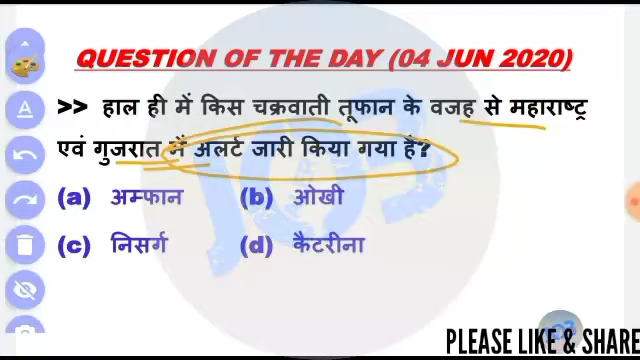 QUESTION OF THE DAY (04 JUN 2020)
>> हाल ही में किस चक्रवाती तूफान के वजह से महाराष्ट्र
एवं गुजरात में अलर्ट जारी किया गया है?
(a) अम्फान (b) ओखी
(c) निसर्ग (d) कैटरीना
PLEASE LIKE & SHARE